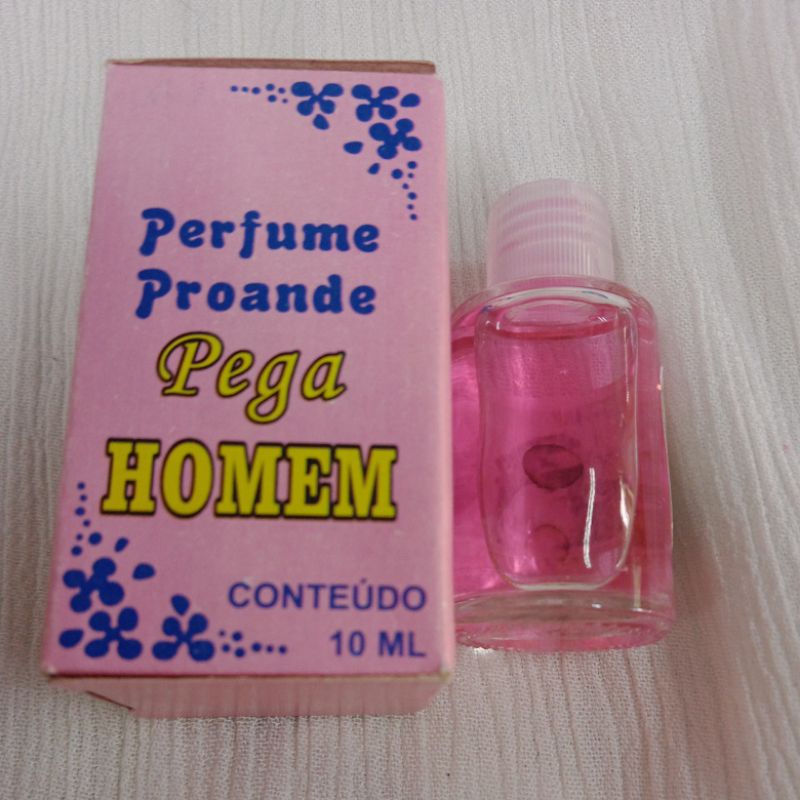 Perfume
Proande
Pega
HOMEM
CONTEÚDO
10 ML